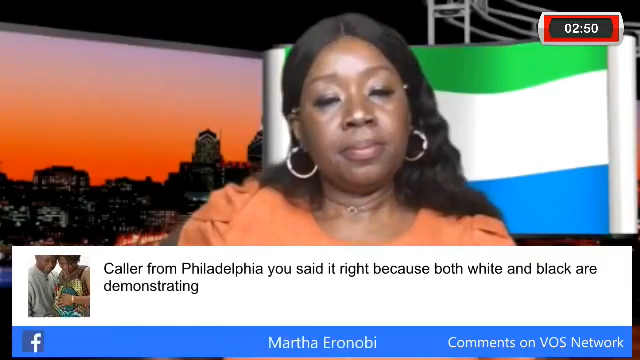 02:50
Caller from Philadelphia you said it right because both white and black are
demonstrating
f
Martha Eronobi
Comments on VOS Network